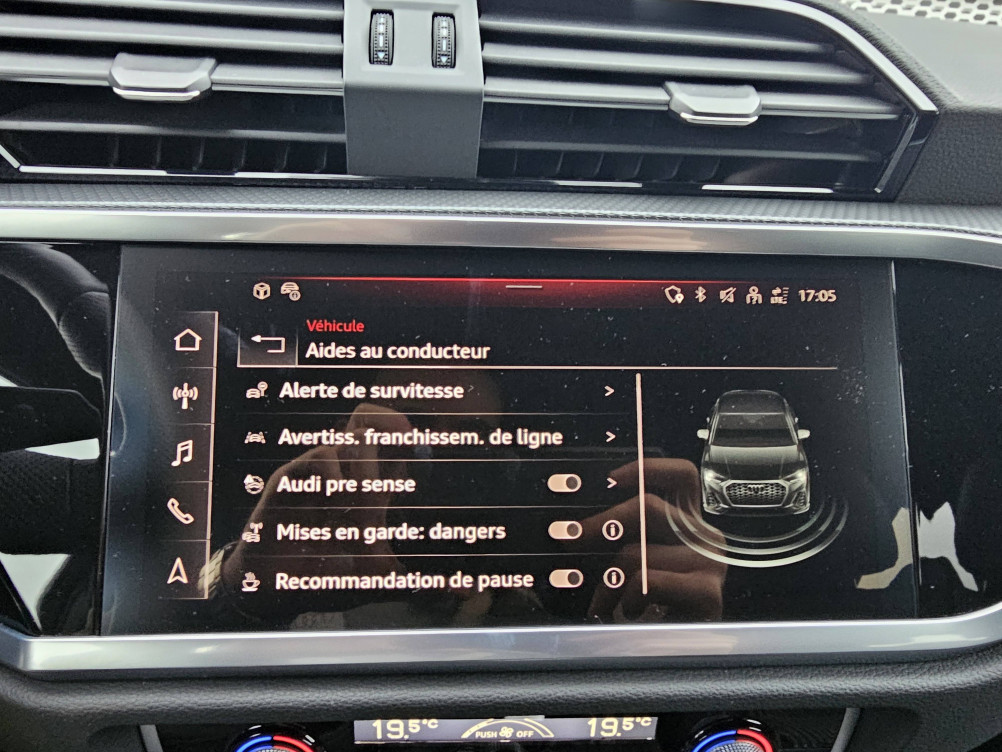 17:05
Véhicule
Aides au conducteur
Alerte de survitesse
Avertiss. franchissem. de ligne
Audi pre sense
Mises en garde: dangers
Recommandation de pause
19.5°C PUSH OFF 19.5°C